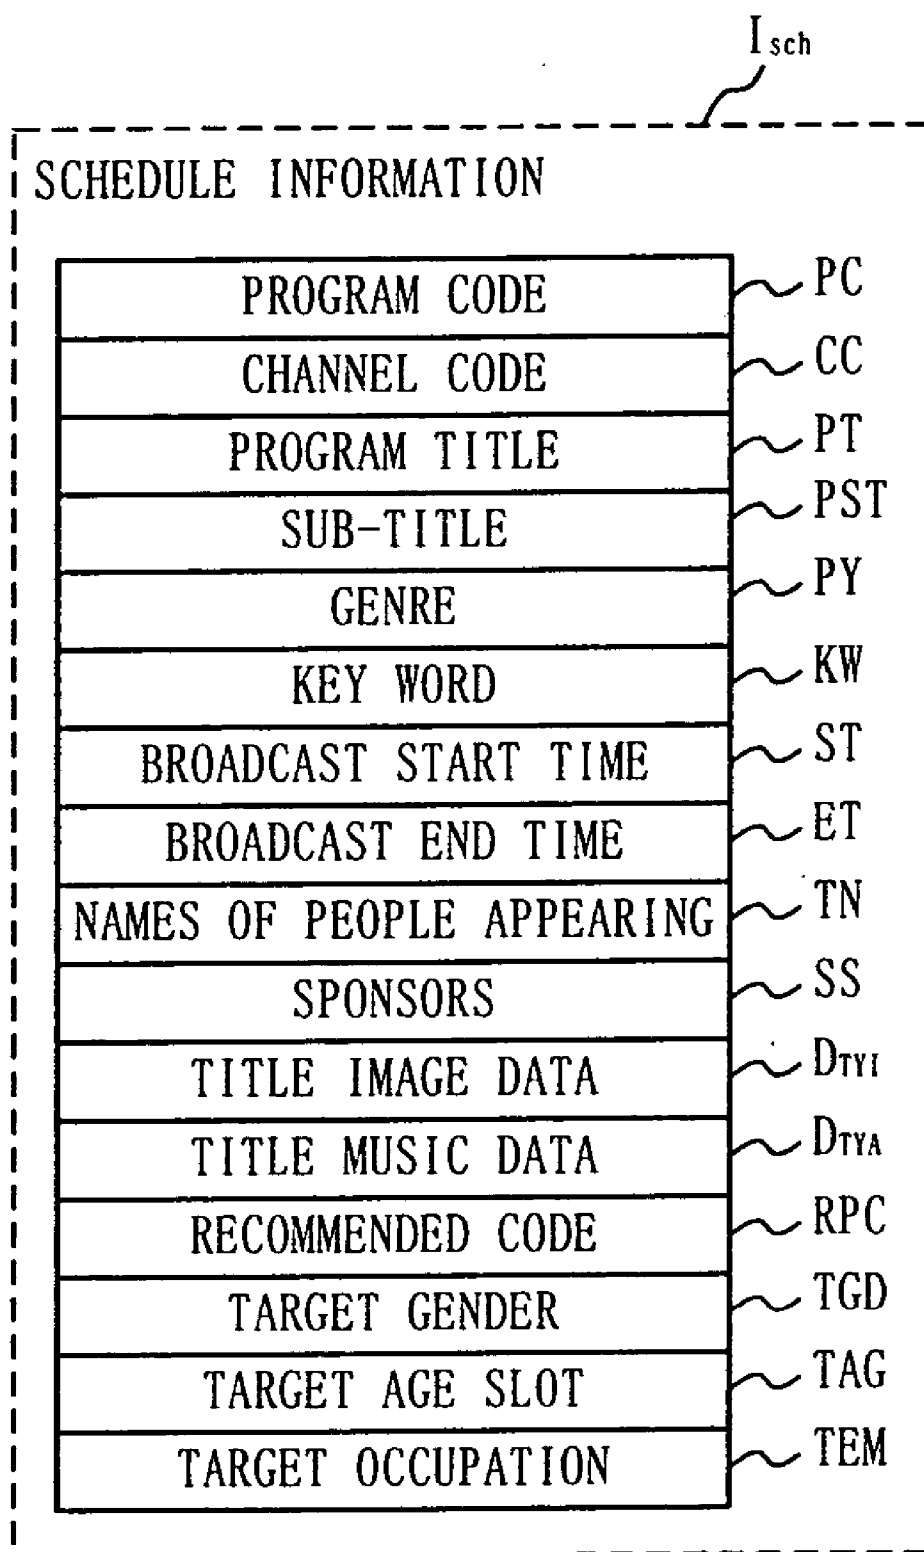 Isch
SCHEDULE INFORMATION
PROGRAM CODE PC
CHANNEL CODE CC
PROGRAM TITLE PT
SUB-TITLE PST
GENRE PY
KEY WORD KW
BROADCAST START TIME ST
BROADCAST END TIME ET
NAMES OF PEOPLE APPEARING TN
SPONSORS SS
TITLE IMAGE DATA DTYI
TITLE MUSIC DATA DTYA
RECOMMENDED CODE RPC
TARGET GENDER TGD
TARGET AGE SLOT TAG
TARGET OCCUPATION TEM